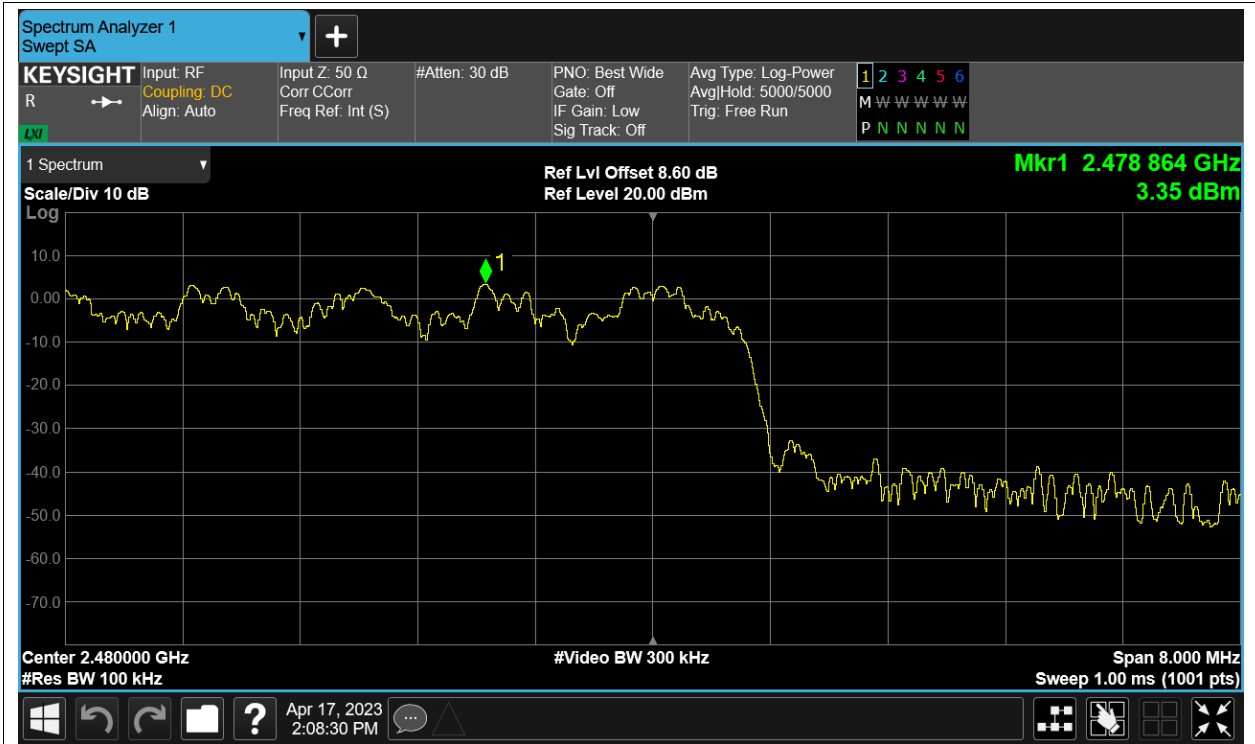 Spectrum Analyzer 1
Swept SA
KEYSIGHT
R
LXI
Input: RF
Coupling: DC
Align: Auto
Input Z: 50 Ω
Corr CCorr
Freq Ref: Int (S)
#Atten: 30 dB
PNO: Best Wide
Gate: Off
IF Gain: Low
Sig Track: Off
Avg Type: Log-Power
Avg|Hold: 5000/5000
Trig: Free Run
1 2 3 4 5 6
M W W W W W
P N N N N N
1 Spectrum
Scale/Div 10 dB
Log
Ref Lvl Offset 8.60 dB
Ref Level 20.00 dBm
Mkr1 2.478 864 GHz
3.35 dBm
1
10.0
0.00
-10.0
-20.0
-30.0
-40.0
-50.0
-60.0
-70.0
Center 2.480000 GHz
#Video BW 300 kHz
Span 8.000 MHz
#Res BW 100 kHz
Sweep 1.00 ms (1001 pts)
?
Apr 17, 2023
2:08:30 PM